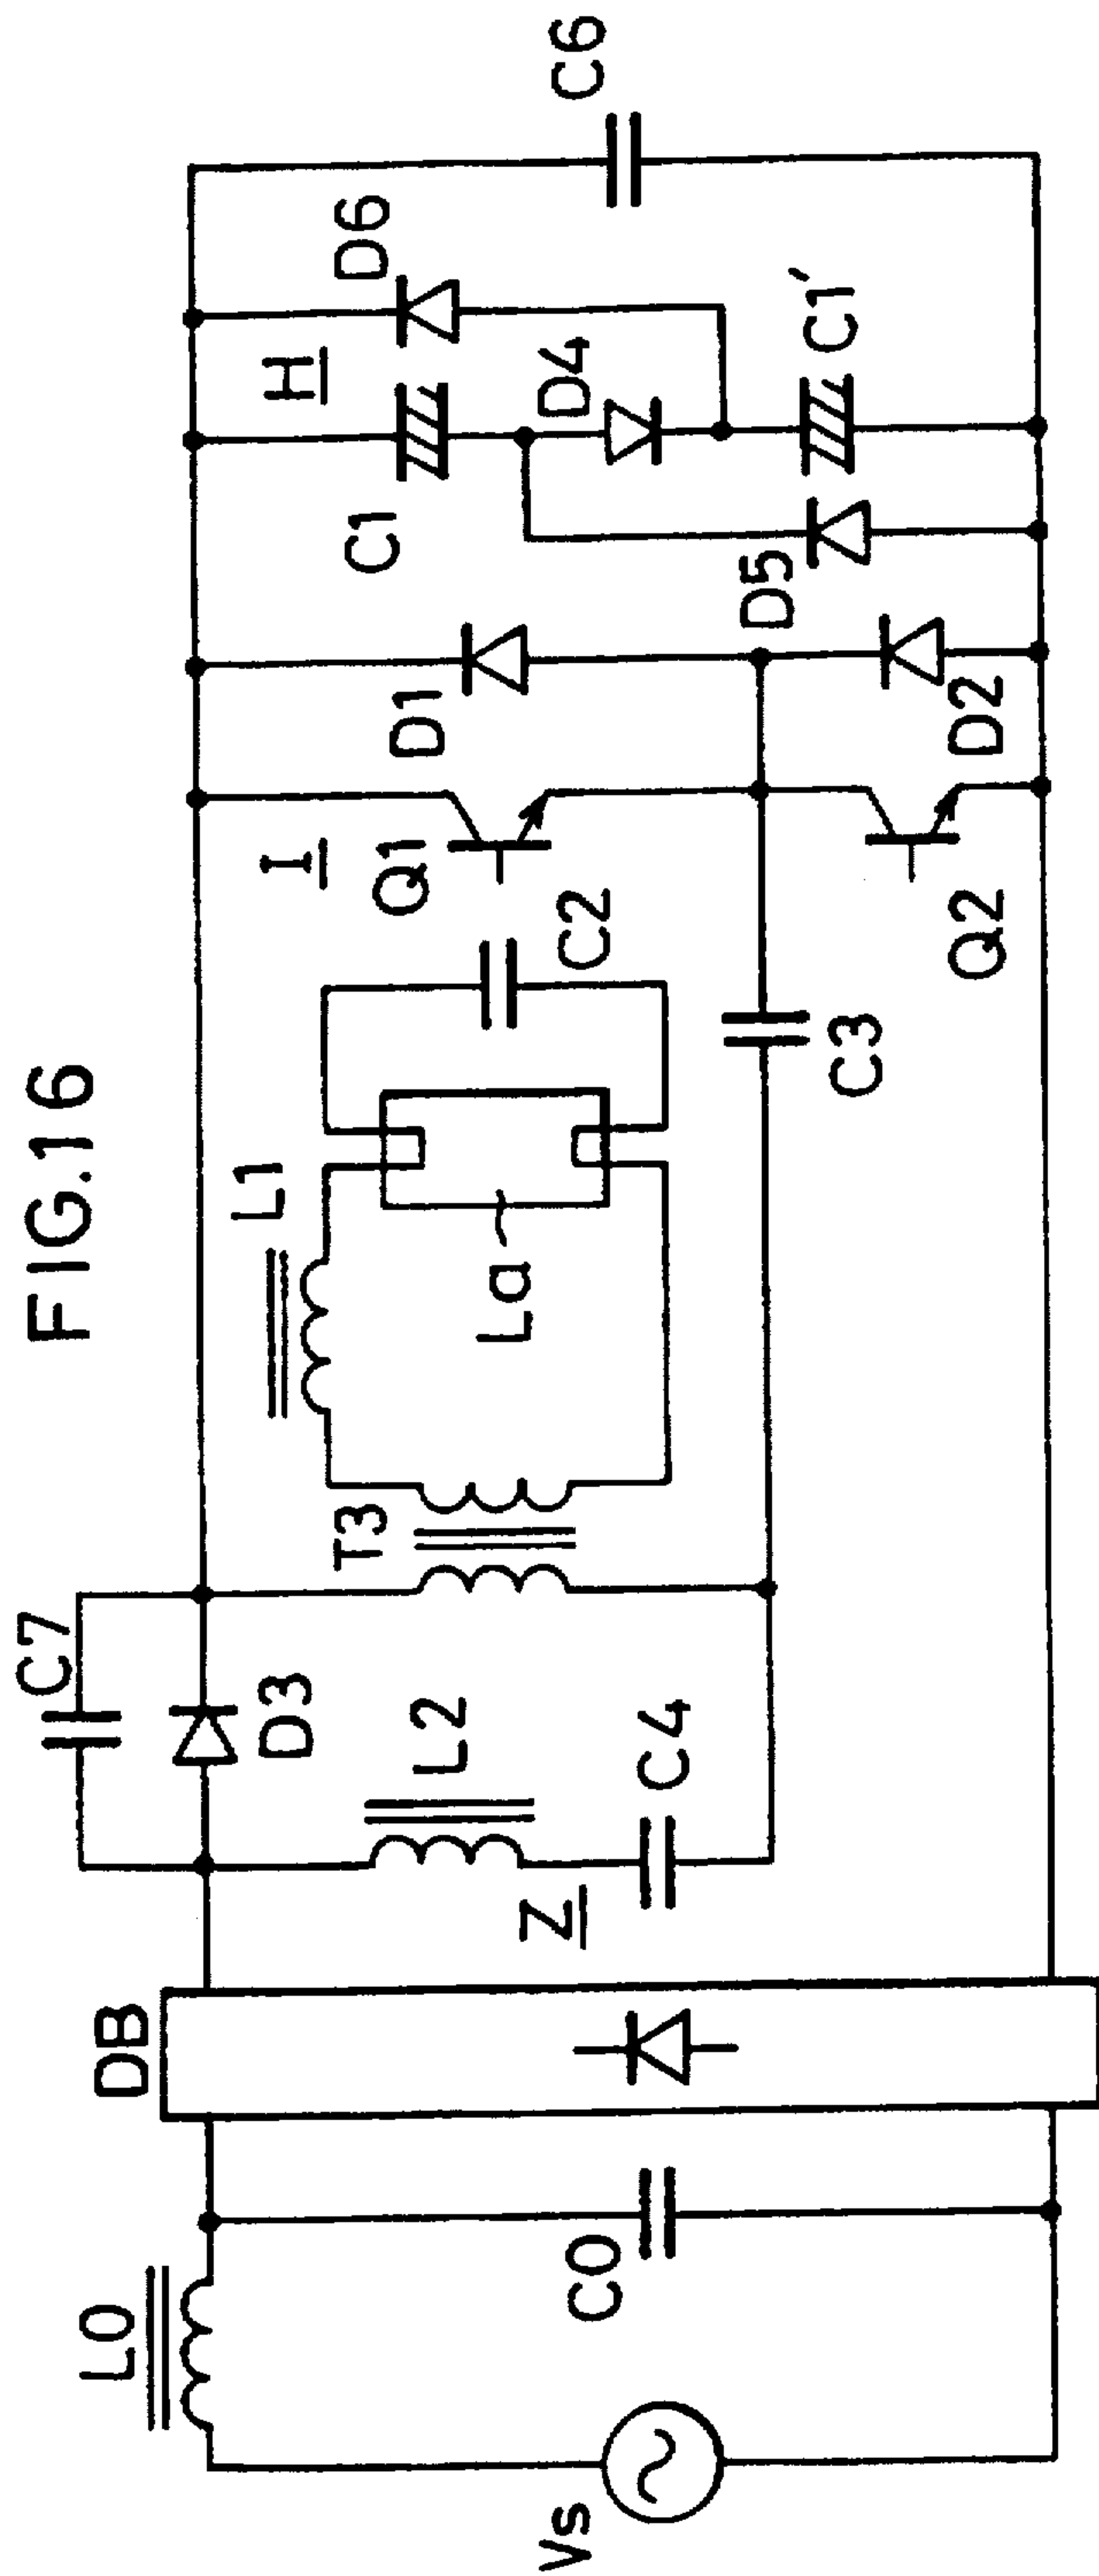 FIG.16
L0
Vs
C0
DB
C7
D3
L2
Z
C4
T3
L1
La
C2
C3
I
Q1
Q2
D1
D2
H
C1
D5
D4
D6
C1′
C6